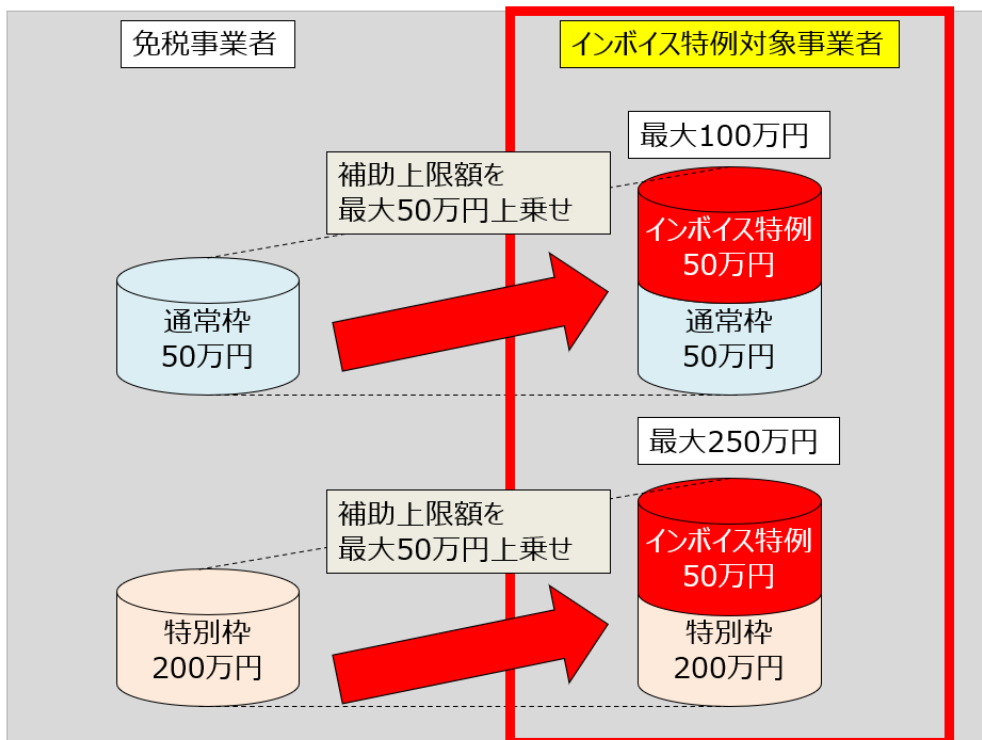 免税事業者
インボイス特例対象事業者
最大100万円
補助上限額を
最大50万円上乗せ
インボイス特例
50万円
通常枠
50万円
通常枠
50万円
最大250万円
補助上限額を
最大50万円上乗せ
インボイス特例
50万円
特別枠
200万円
特別枠
200万円